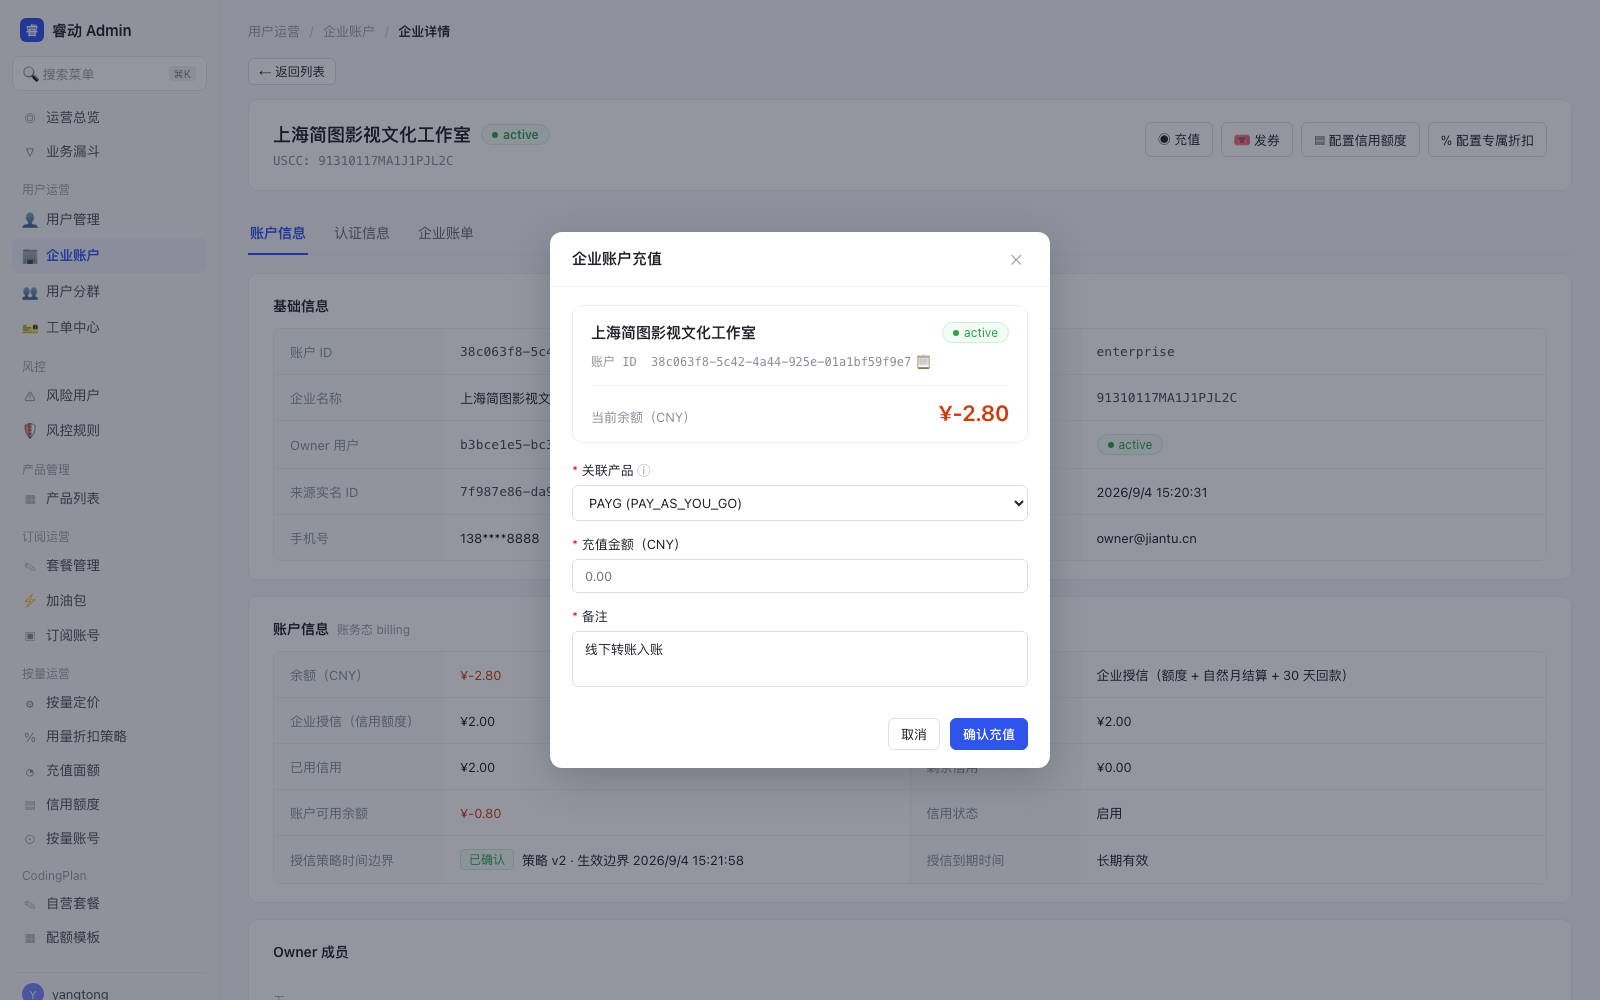 睿 睿动 Admin
搜索菜单 ⌘K
运营总览
业务漏斗
用户运营
用户管理
企业账户
用户分群
工单中心
风控
风险用户
风控规则
产品管理
产品列表
订阅运营
套餐管理
加油包
订阅账号
按量运营
按量定价
% 用量折扣策略
充值面额
信用额度
按量账号
CodingPlan
自营套餐
配额模板
Y yangtong
用户运营 / 企业账户 / 企业详情
← 返回列表
上海简图影视文化工作室 active
USCC: 91310117MA1J1PJL2C
充值 发券 配置信用额度 % 配置专属折扣
账户信息 认证信息 企业账单
基础信息
账户 ID 38c063f8-5c4 enterprise
企业名称 上海简图影视文 91310117MA1J1PJL2C
Owner 用户 b3bce1e5-bc3 active
来源实名 ID 7f987e86-da9 2026/9/4 15:20:31
手机号 138****8888 owner@jiantu.cn
账户信息 账务态 billing
余额（CNY） ¥-2.80 企业授信（额度 + 自然月结算 + 30 天回款）
企业授信（信用额度） ¥2.00 ¥2.00
已用信用 ¥2.00 剩余信用 ¥0.00
账户可用余额 ¥-0.80 信用状态 启用
授信策略时间边界 已确认 策略 v2 · 生效边界 2026/9/4 15:21:58 授信到期时间 长期有效
Owner 成员
企业账户充值
上海简图影视文化工作室 active
账户 ID 38c063f8-5c42-4a44-925e-01a1bf59f9e7
当前余额（CNY） ¥-2.80
* 关联产品
PAYG (PAY_AS_YOU_GO)
* 充值金额（CNY）
0.00
* 备注
线下转账入账
取消 确认充值